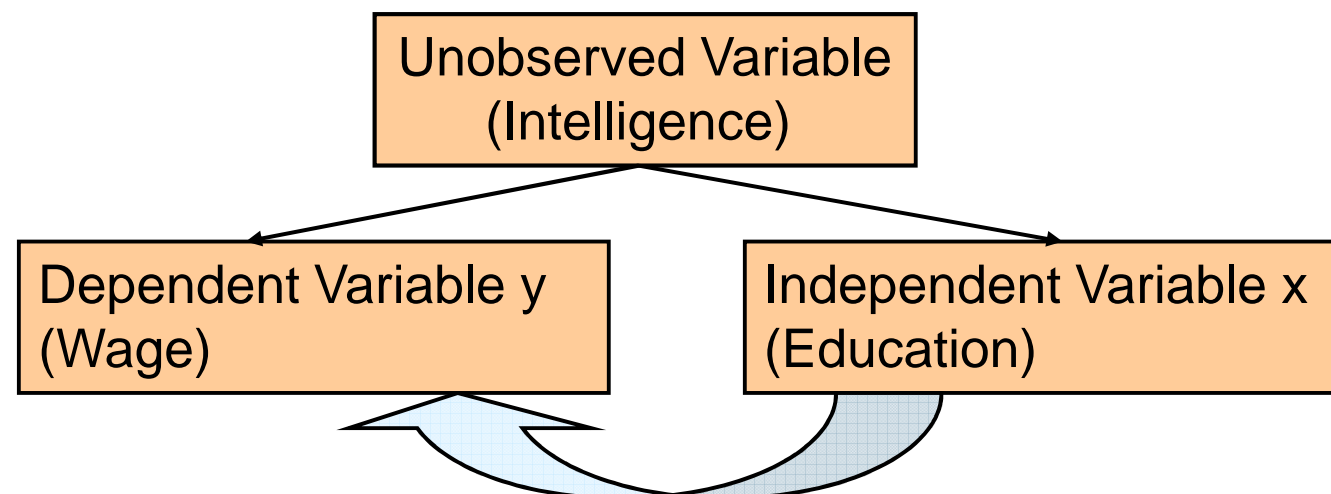 Unobserved Variable
(Intelligence)
Dependent Variable y
(Wage)
Independent Variable x
(Education)